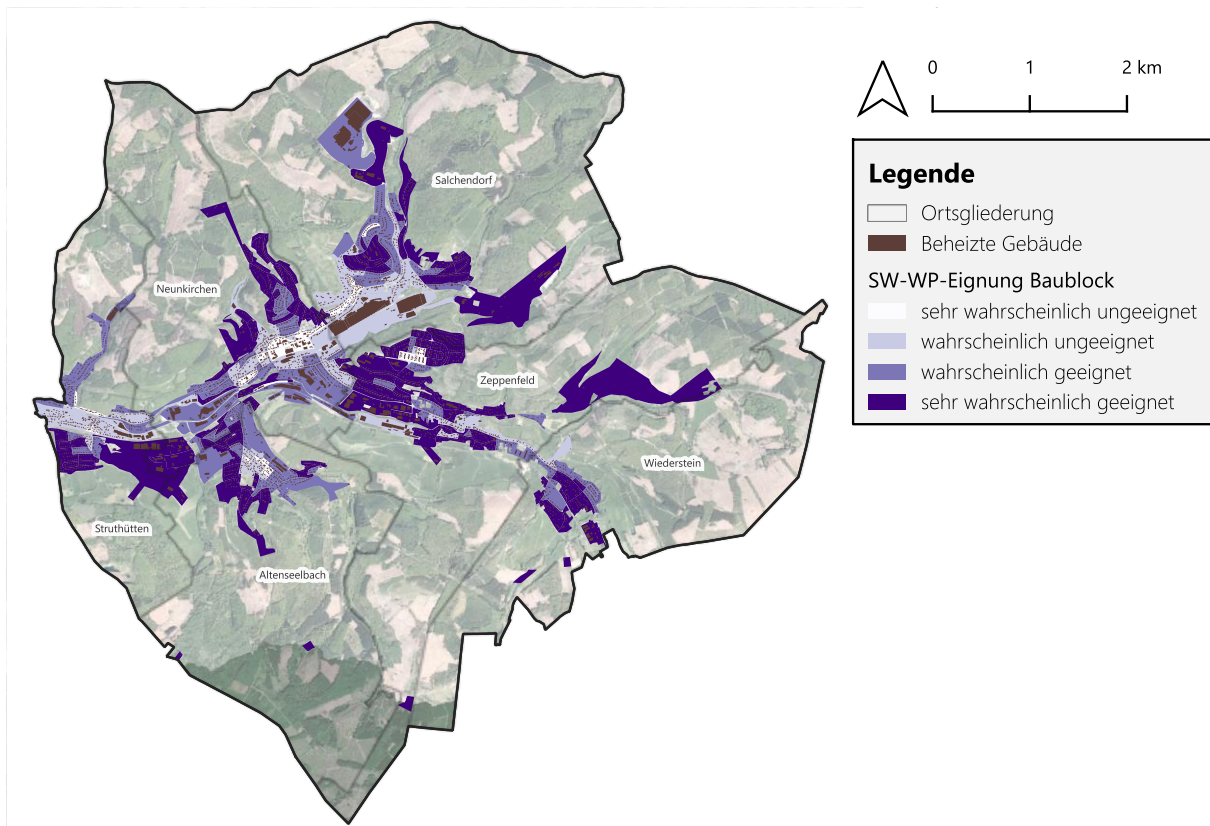 0 1 2 km
Legende
Ortsgliederung
Beheizte Gebäude
SW-WP-Eignung Baublock
sehr wahrscheinlich ungeeignet
wahrscheinlich ungeeignet
wahrscheinlich geeignet
sehr wahrscheinlich geeignet
Salchendorf
Neunkirchen
Zeppenfeld
Wiederstein
Struthütten
Altenseelbach